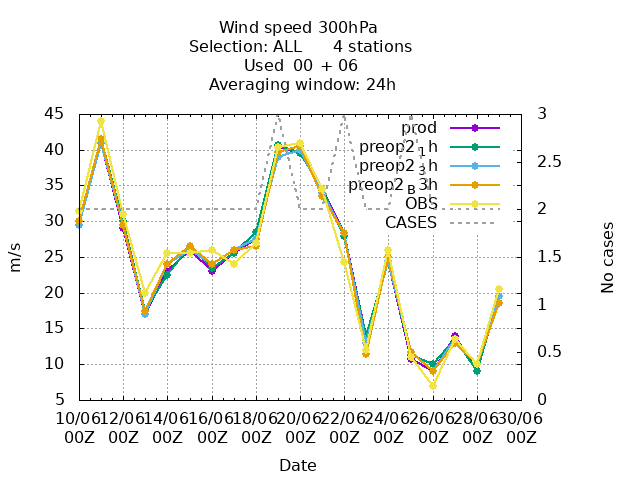 Wind speed 300hPa
Selection: ALL 4 stations
Used 00 + 06
Averaging window: 24h
45
40
35
30
25
20
15
10
5
3
2.5
2
1.5
1
0.5
0
m/s
No cases
prod
preop2_1h
preop2_3h
preop2_B3h
OBS
CASES
10/06 12/06 14/06 16/06 18/06 20/06 22/06 24/06 26/06 28/06 30/06
00Z 00Z 00Z 00Z 00Z 00Z 00Z 00Z 00Z 00Z 00Z
Date